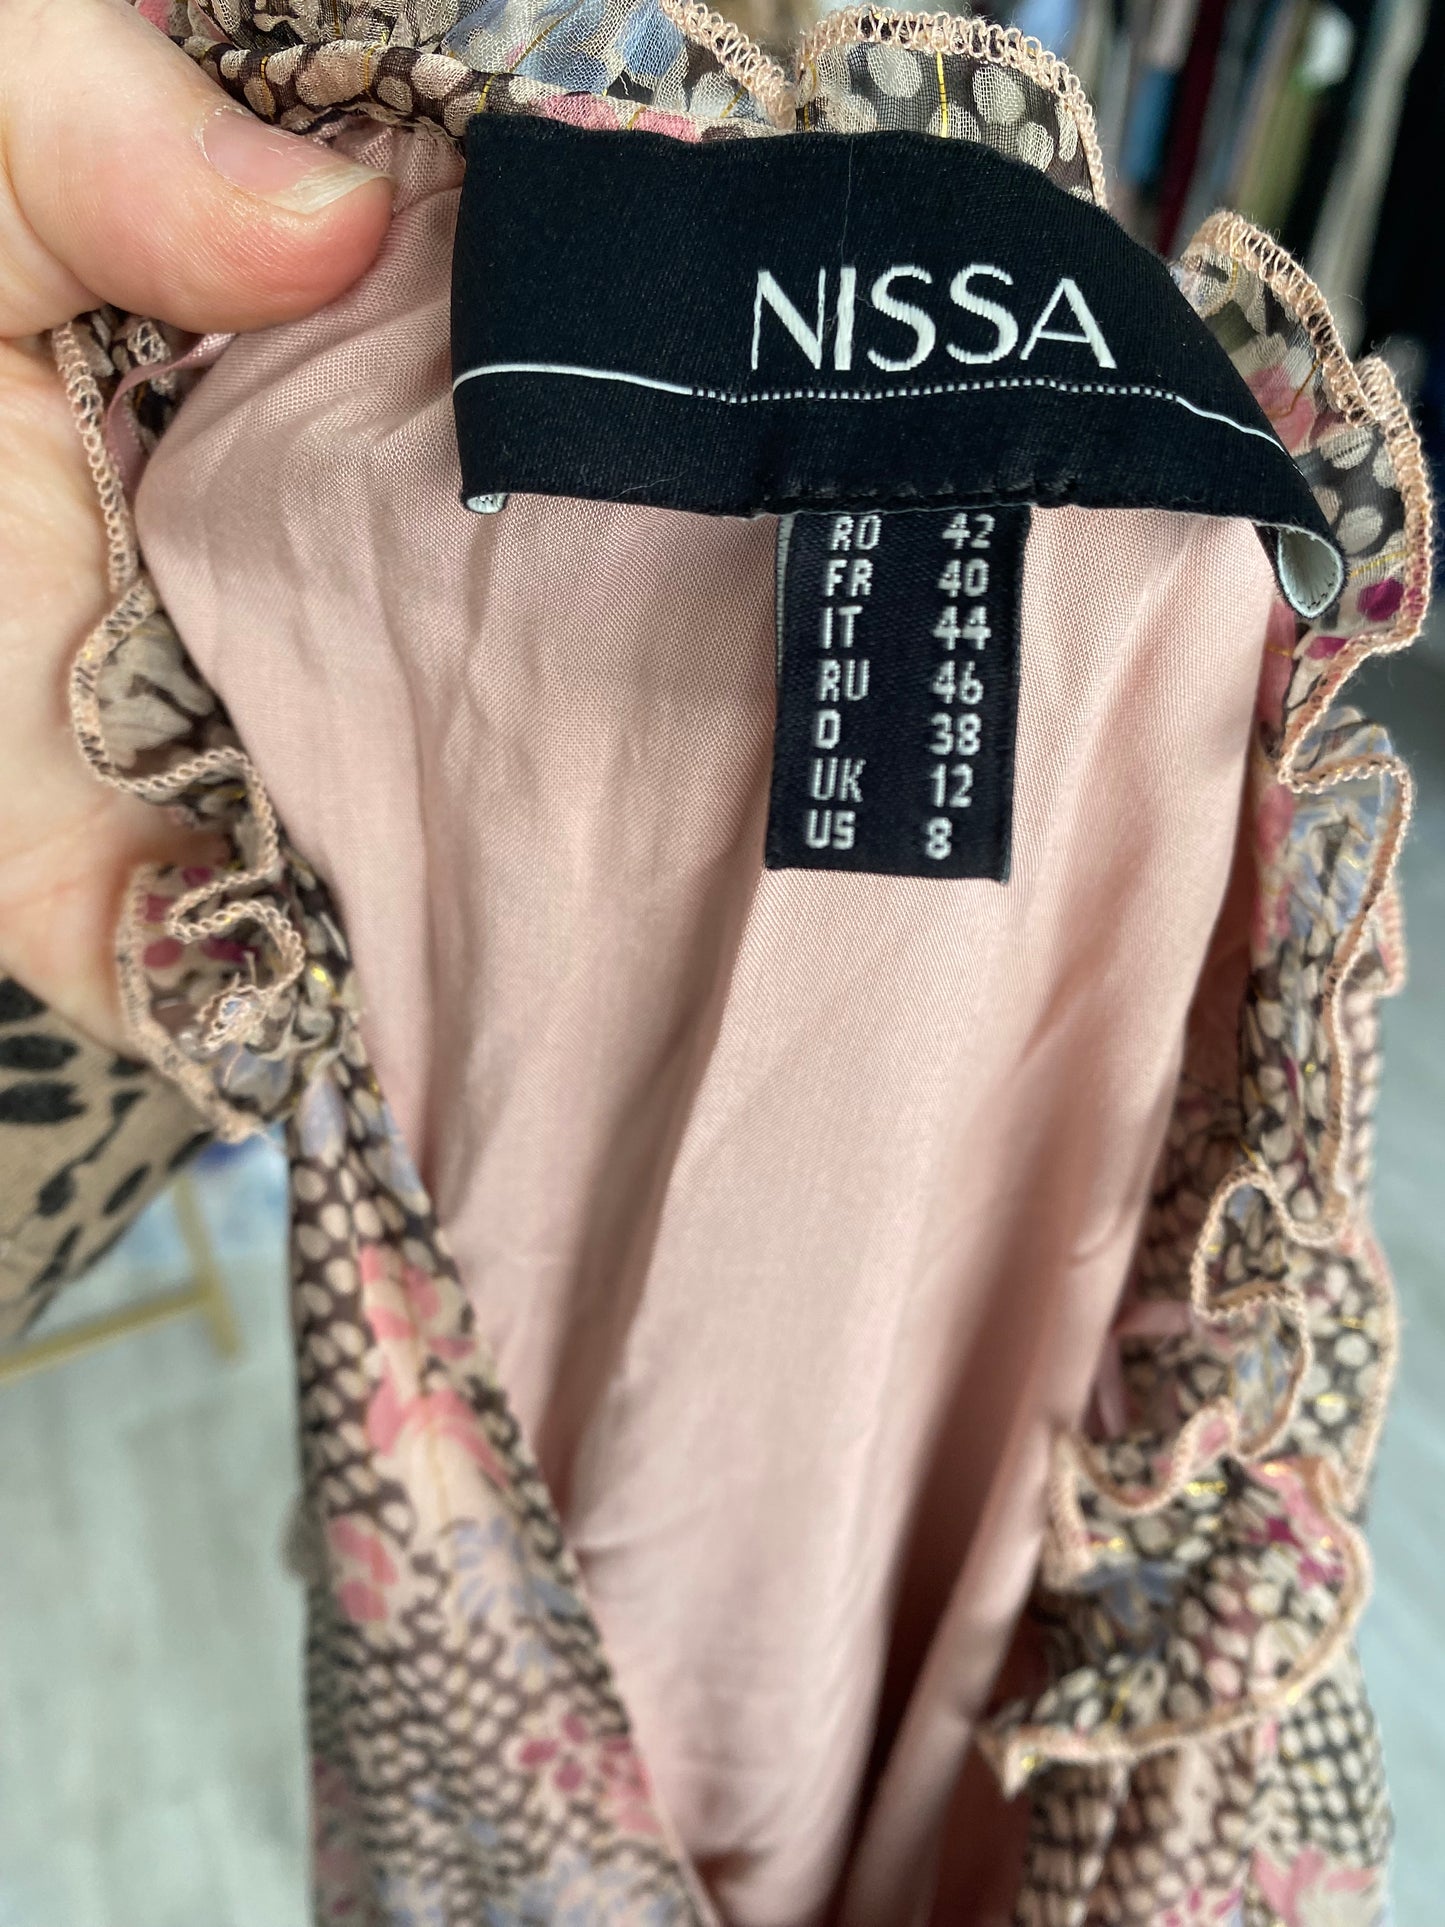 NISSA
RO 42
FR 40
IT 44
RU 46
D 38
UK 12
US 8